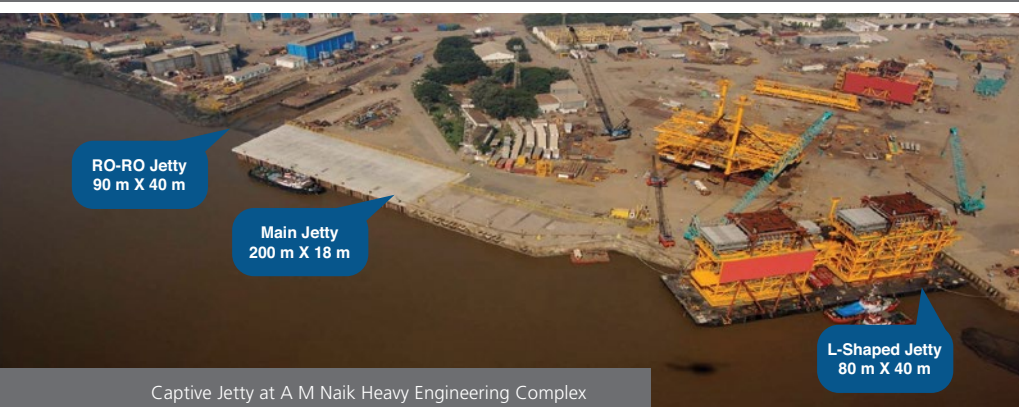 RO-RO Jetty
90 m X 40 m
Main Jetty
200 m X 18 m
L-Shaped Jetty
80 m X 40 m
Captive Jetty at A M Naik Heavy Engineering Complex